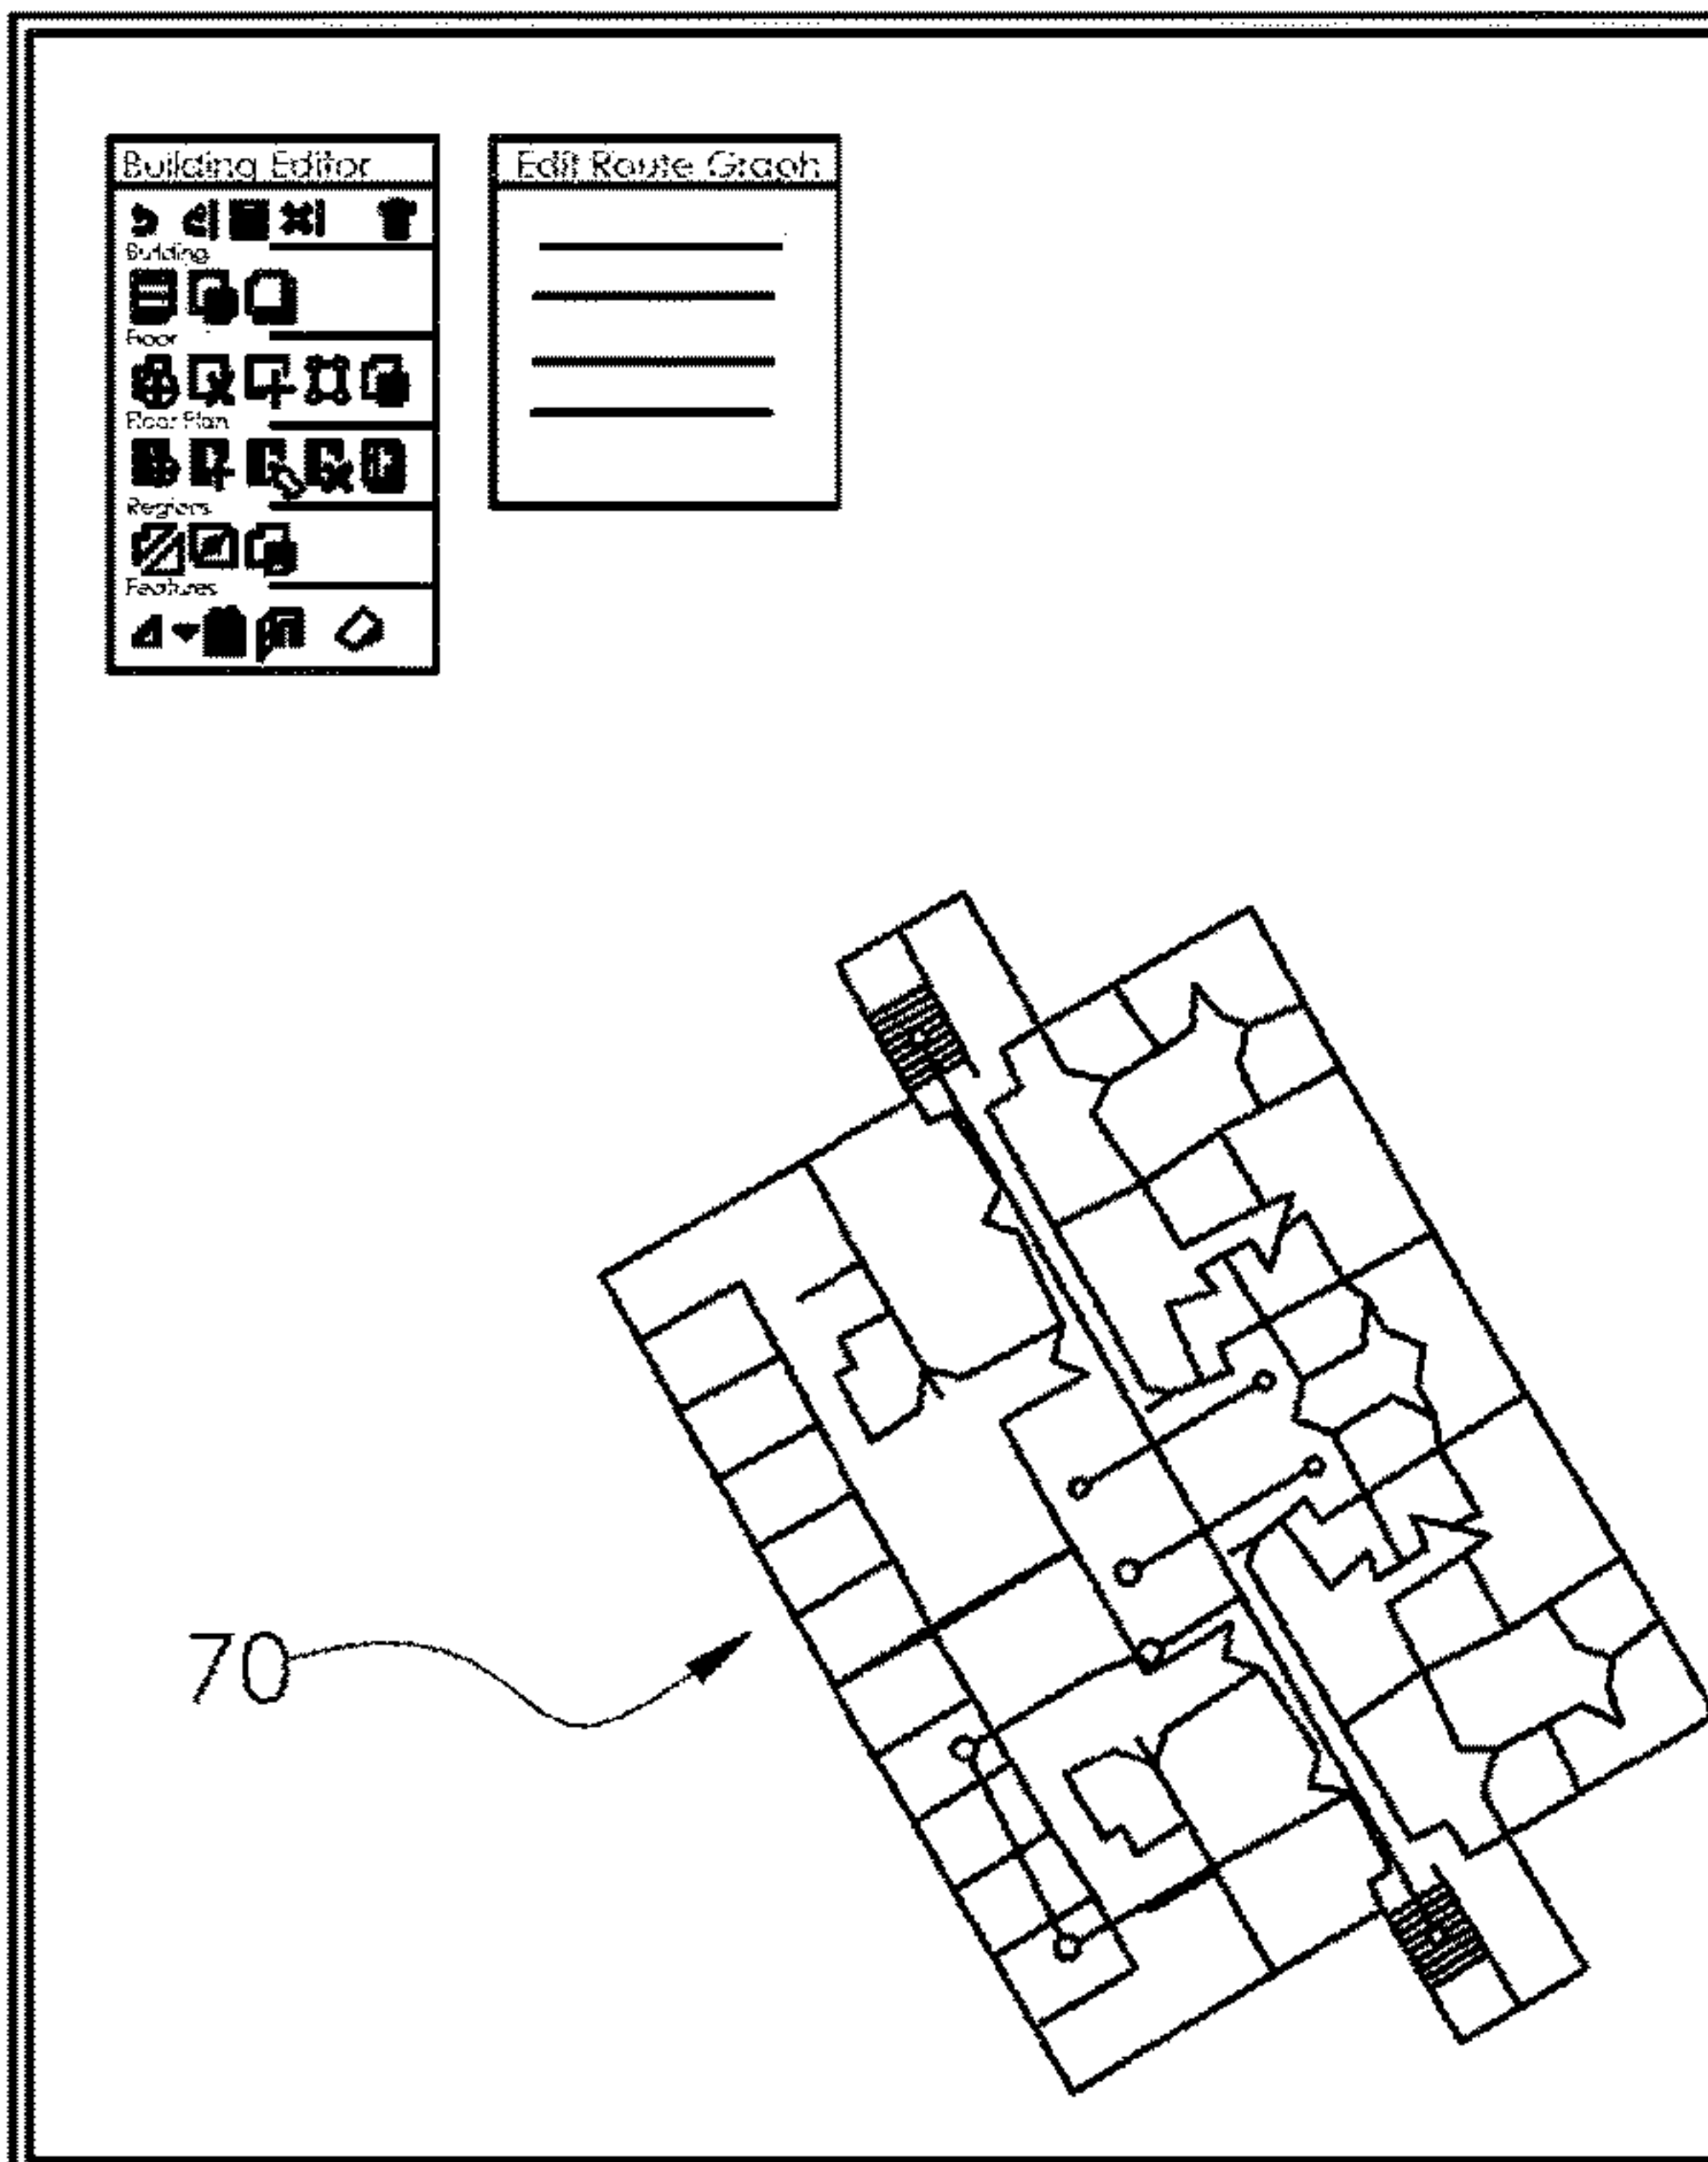 Building Editor
Building
Floor
Floor Plan
Regions
Features
Edit Route Graph
70